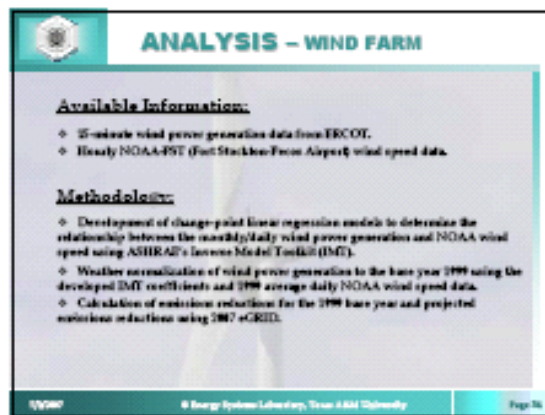 ANALYSIS – WIND FARM
Available Information:
15-minute wind power generation data from ERCOT.
Hourly NOAA-FST (Fort Stockton-Pecos Airport) wind speed data.
Methodology:
Development of change-point linear regression models to determine the
relationship between the monthly/daily wind power generation and NOAA wind
speed using ASHRAE's Inverse Model Toolkit (IMT).
Weather normalization of wind power generation to the base year 1999 using the
developed IMT coefficients and 1999 average daily NOAA wind speed data.
Calculation of emissions reductions for the 1999 base year and projected
emissions reductions using 2007 eGRID.
© Energy Systems Laboratory, Texas A&M University
Page